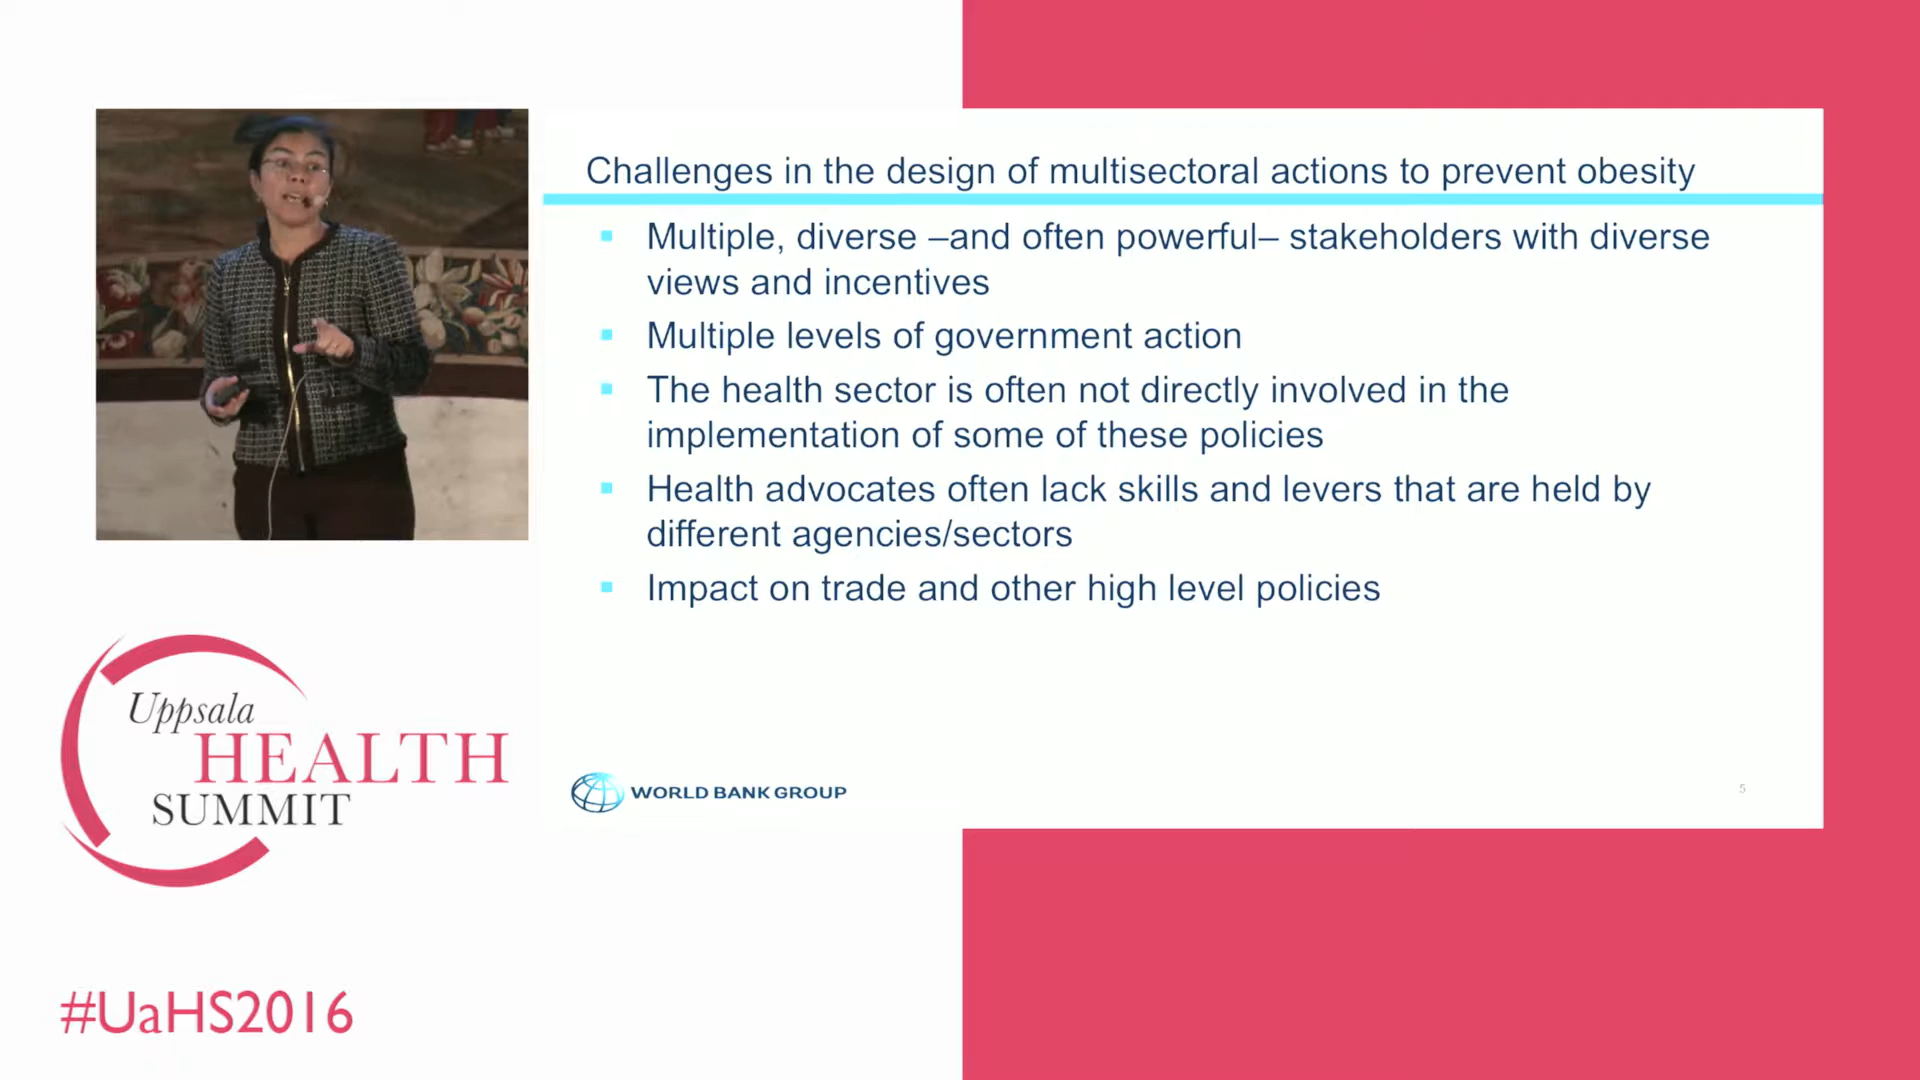 Challenges in the design of multisectoral actions to prevent obesity
▪ Multiple, diverse –and often powerful– stakeholders with diverse
views and incentives
▪ Multiple levels of government action
▪ The health sector is often not directly involved in the
implementation of some of these policies
▪ Health advocates often lack skills and levers that are held by
different agencies/sectors
▪ Impact on trade and other high level policies
WORLD BANK GROUP
5
Uppsala
HEALTH
SUMMIT
#UaHS2016